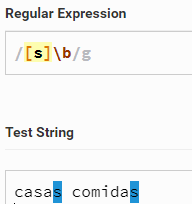 Regular Expression
/[s]\b/g
Test String
casas comidas